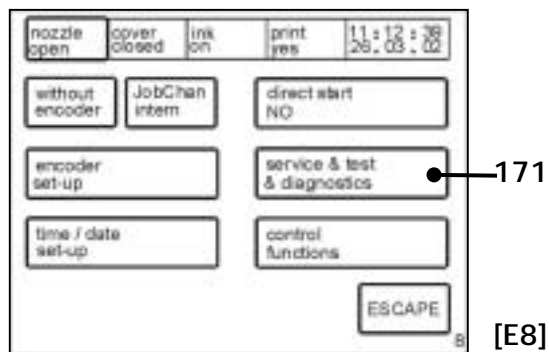 nozzle open
cover closed
ink on
print yes
11:12:38
26.03.02
without encoder
JobChan intern
direct start NO
encoder set-up
service & test & diagnostics
171
time / date set-up
control functions
ESCAPE
8
[E8]